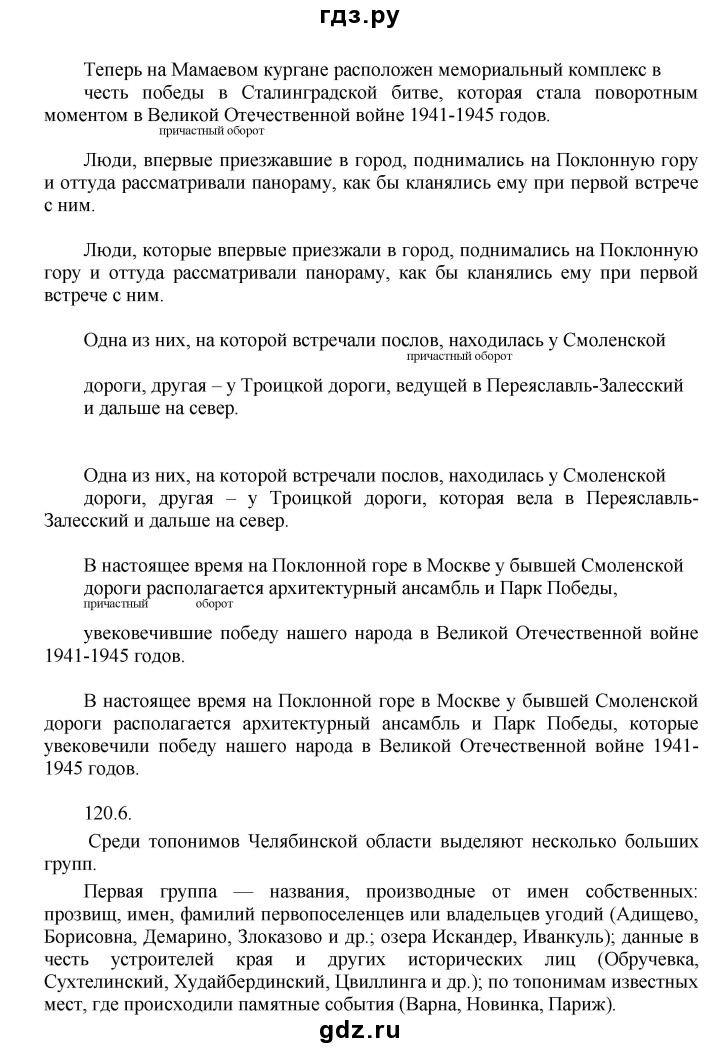 гдз.ру
Теперь на Мамаевом кургане расположен мемориальный комплекс в
честь победы в Сталинградской битве, которая стала поворотным
моментом в Великой Отечественной войне 1941-1945 годов.
причастный оборот
Люди, впервые приезжавшие в город, поднимались на Поклонную гору
и оттуда рассматривали панораму, как бы кланялись ему при первой встрече
с ним.
Люди, которые впервые приезжали в город, поднимались на Поклонную
гору и оттуда рассматривали панораму, как бы кланялись ему при первой
встрече с ним.
Одна из них, на которой встречали послов, находилась у Смоленской
причастный оборот
дороги, другая – у Троицкой дороги, ведущей в Переяславль-Залесский
и дальше на север.
Одна из них, на которой встречали послов, находилась у Смоленской
дороги, другая – у Троицкой дороги, которая вела в Переяславль-
Залесский и дальше на север.
В настоящее время на Поклонной горе в Москве у бывшей Смоленской
дороги располагается архитектурный ансамбль и Парк Победы,
причастный оборот
увековечившие победу нашего народа в Великой Отечественной войне
1941-1945 годов.
В настоящее время на Поклонной горе в Москве у бывшей Смоленской
дороги располагается архитектурный ансамбль и Парк Победы, которые
увековечили победу нашего народа в Великой Отечественной войне 1941-
1945 годов.
120.6.
Среди топонимов Челябинской области выделяют несколько больших
групп.
Первая группа — названия, производные от имен собственных:
прозвищ, имен, фамилий первопоселенцев или владельцев угодий (Адищево,
Борисовна, Демарино, Злоказово и др.; озера Искандер, Иванкуль); данные в
честь устроителей края и других исторических лиц (Обручевка,
Сухтелинский, Худайбердинский, Цвиллинга и др.); по топонимам известных
мест, где происходили памятные события (Варна, Новинка, Париж).
gdz.ru